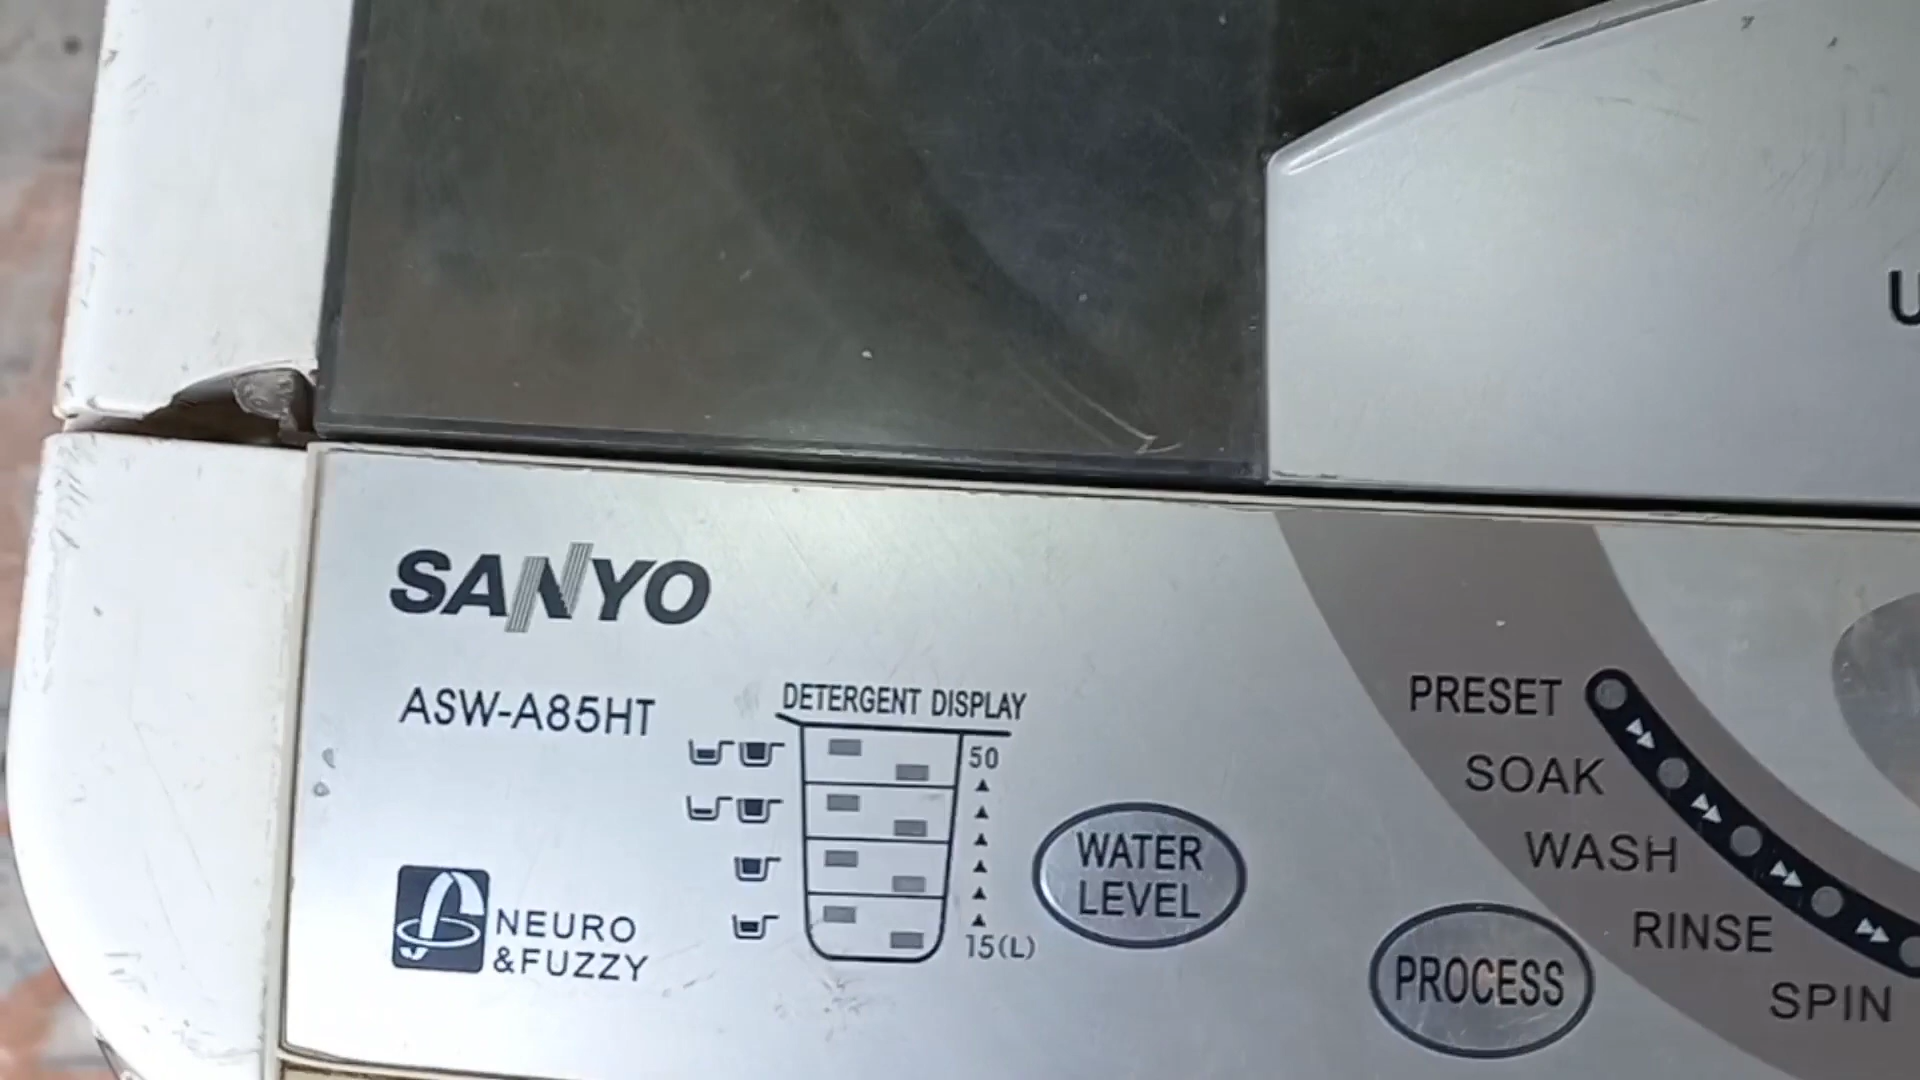 SANYO
ASW-A85HT
DETERGENT DISPLAY
50
15(L)
WATER
LEVEL
NEURO
&FUZZY
PRESET
SOAK
WASH
RINSE
SPIN
PROCESS
U